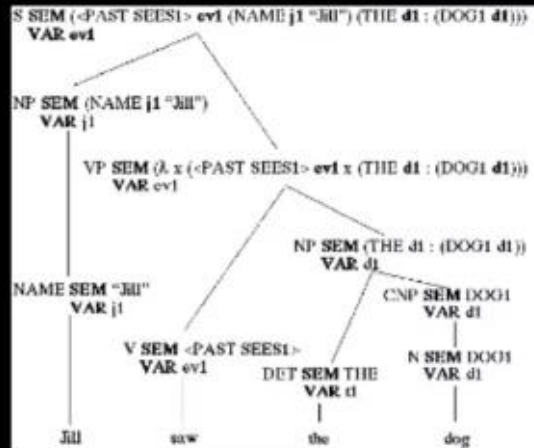 S SEM (<PAST SEES1> ev1 (NAME j1 "Jill") (THE d1 : (DOG1 d1)))
VAR ev1
NP SEM (NAME j1 "Jill")
VAR j1
VP SEM (λ x (<PAST SEES1> ev1 x (THE d1 : (DOG1 d1)))
VAR ev1
NP SEM (THE d1 : (DOG1 d1))
VAR d1
NAME SEM "Jill"
VAR j1
CNP SEM DOG1
VAR d1
V SEM <PAST SEES1>
VAR ev1
N SEM DOG1
VAR d1
DET SEM THE
VAR t1
Jill saw the dog